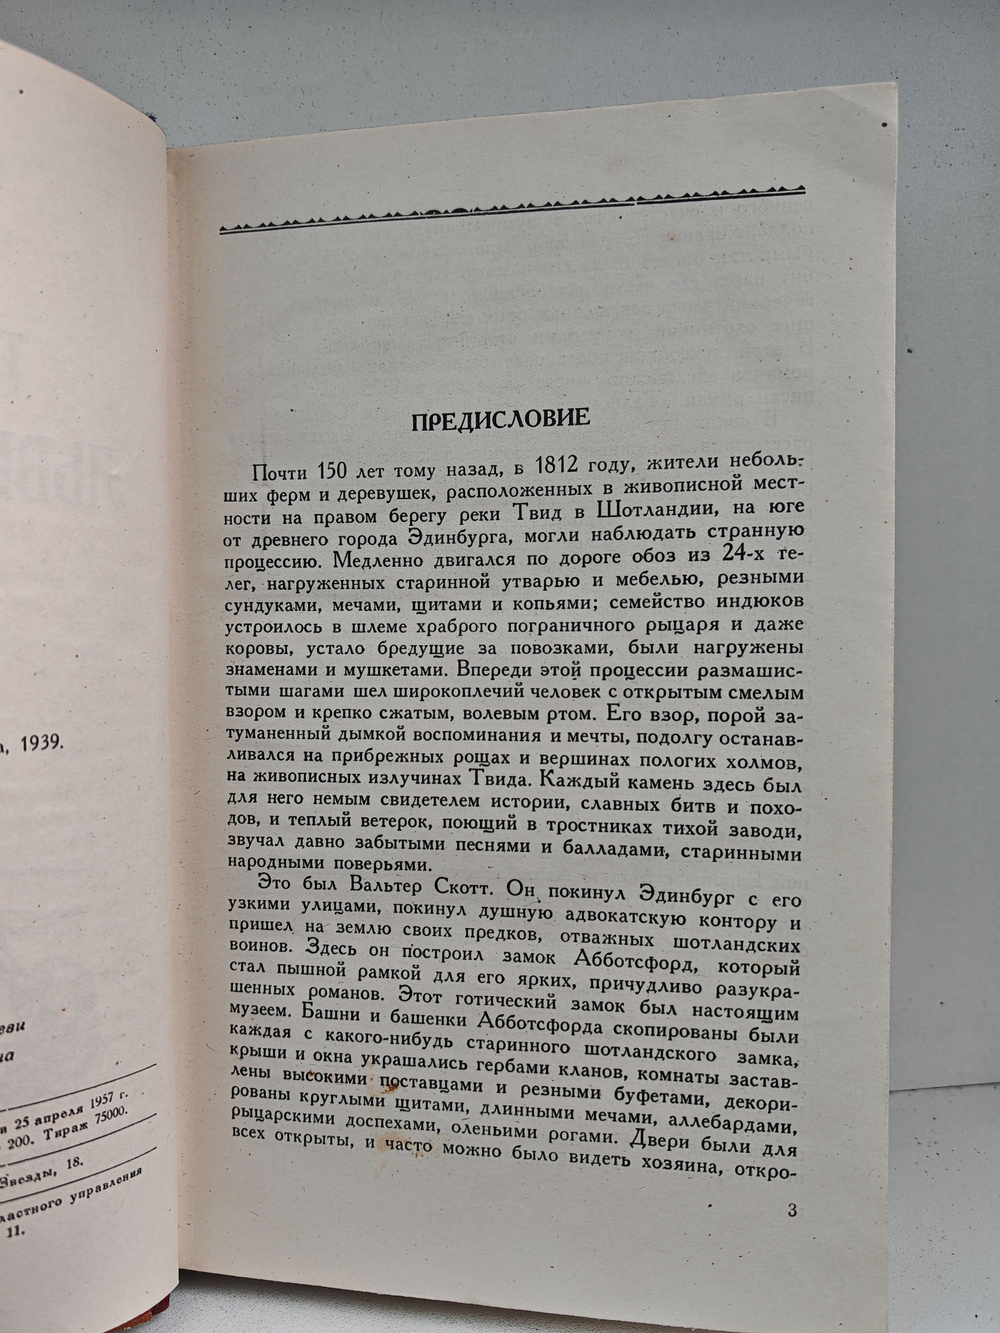 а, 1939.
еви
на
в 25 апреля 1957 г.
200. Тираж 75000.
Звезды, 18.
ластного управления
11.
ПРЕДИСЛОВИЕ
Почти 150 лет тому назад, в 1812 году, жители неболь-
ших ферм и деревушек, расположенных в живописной мест-
ности на правом берегу реки Твид в Шотландии, на юге
от древнего города Эдинбурга, могли наблюдать странную
процессию. Медленно двигался по дороге обоз из 24-х те-
лег, нагруженных старинной утварью и мебелью, резными
сундуками, мечами, щитами и копьями; семейство индюков
устроилось в шлеме храброго пограничного рыцаря и даже
коровы, устало бредущие за повозками, были нагружены
знаменами и мушкетами. Впереди этой процессии размашис-
тыми шагами шел широкоплечий человек с открытым смелым
взором и крепко сжатым, волевым ртом. Его взор, порой за-
туманенный дымкой воспоминания и мечты, подолгу останав-
ливался на прибрежных рощах и вершинах пологих холмов,
на живописных излучинах Твида. Каждый камень здесь был
для него немым свидетелем истории, славных битв и похо-
дов, и теплый ветерок, поющий в тростниках тихой заводи,
звучал давно забытыми песнями и балладами, старинными
народными поверьями.
Это был Вальтер Скотт. Он покинул Эдинбург с его
узкими улицами, покинул душную адвокатскую контору и
пришел на землю своих предков, отважных шотландских
воинов. Здесь он построил замок Абботсфорд, который
стал пышной рамкой для его ярких, причудливо разукра-
шенных романов. Этот готический замок был настоящим
музеем. Башни и башенки Абботсфорда скопированы были
каждая с какого-нибудь старинного шотландского замка,
крыши и окна украшались гербами кланов, комнаты застав-
лены высокими поставцами и резными буфетами, декори-
рованы круглыми щитами, длинными мечами, аллебардами,
рыцарскими доспехами, оленьими рогами. Двери были для
всех открыты, и часто можно было видеть хозяина, откро-
3